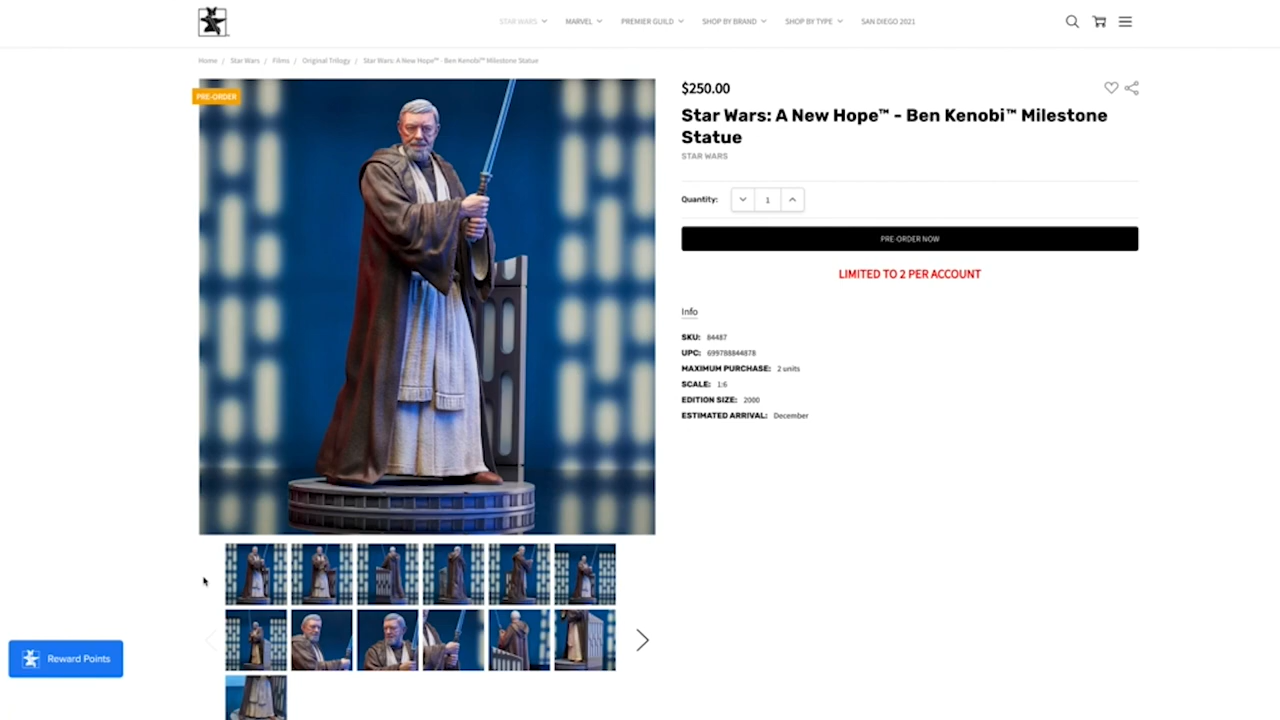 STAR WARS MARVEL PREMIER GUILD SHOP BY BRAND SHOP BY TYPE SAN DIEGO 2021
Home / Star Wars / Films / Original Trilogy / Star Wars: A New Hope™ - Ben Kenobi™ Milestone Statue
PRE-ORDER
$250.00
Star Wars: A New Hope™ - Ben Kenobi™ Milestone
Statue
STAR WARS
Quantity: 1
PRE-ORDER NOW
LIMITED TO 2 PER ACCOUNT
Info
SKU: 84487
UPC: 699788844878
MAXIMUM PURCHASE: 2 units
SCALE: 1:6
EDITION SIZE: 2000
ESTIMATED ARRIVAL: December
Reward Points